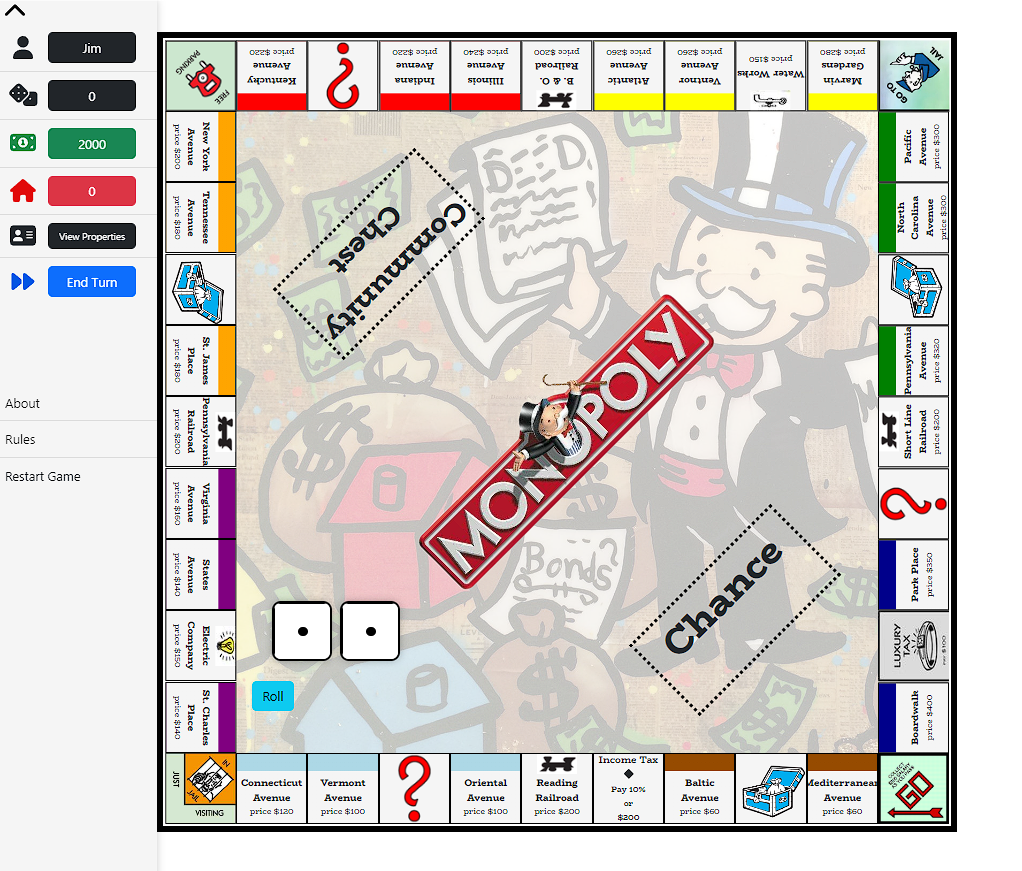 Jim
0
2000
0
View Properties
End Turn
About
Rules
Restart Game
FREE
PARKING
Kentucky
Avenue
price $220
Indiana
Avenue
price $220
Illinois
Avenue
price $240
B. & O.
Railroad
price $200
Atlantic
Avenue
price $260
Ventnor
Avenue
price $260
Water Works
price $150
Marvin
Gardens
price $280
GO TO
JAIL
New York
Avenue
price $200
Tennessee
Avenue
price $180
St. James
Place
price $180
Pennsylvania
Railroad
price $200
Virginia
Avenue
price $160
States
Avenue
price $140
Electric
Company
price $150
St. Charles
Place
price $140
Community
Chest
DEED
MONOPOLY
Bonds
Chance
Roll
Pacific
Avenue
price $300
North
Carolina
Avenue
price $300
Pennsylvania
Avenue
price $320
Short Line
Railroad
price $200
Park Place
price $350
LUXURY
TAX
PAY $100
Boardwalk
price $400
JUST
IN
JAIL
VISITING
Connecticut
Avenue
price $120
Vermont
Avenue
price $100
Oriental
Avenue
price $100
Reading
Railroad
price $200
Income Tax
Pay 10%
or
$200
Baltic
Avenue
price $60
Mediterranean
Avenue
price $60
COLLECT
$200 SALARY
AS YOU PASS
GO